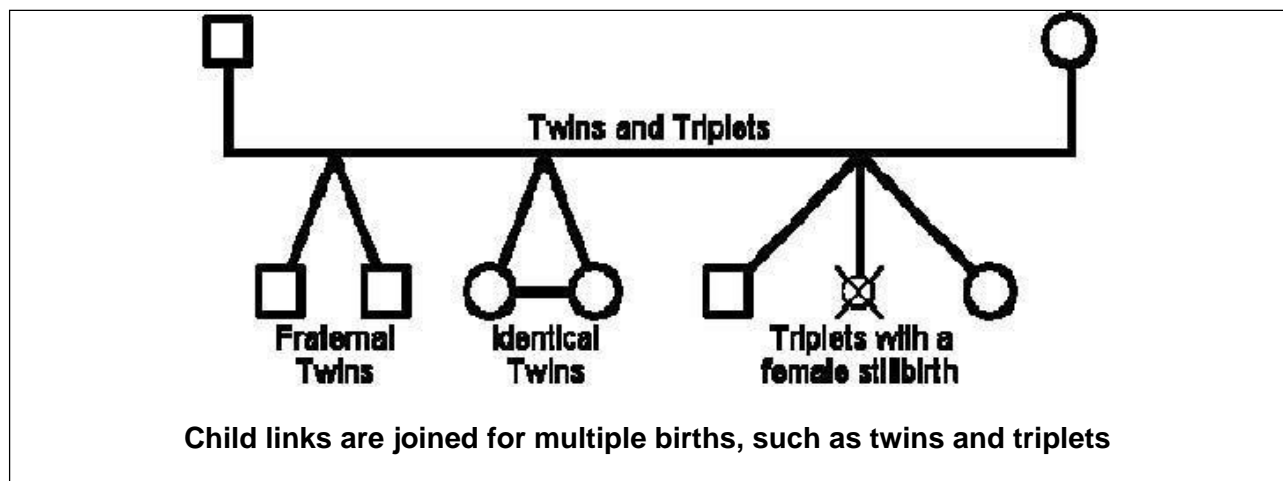 Twins and Triplets
Fraternal
Twins
Identical
Twins
Triplets with a
female stillbirth
Child links are joined for multiple births, such as twins and triplets